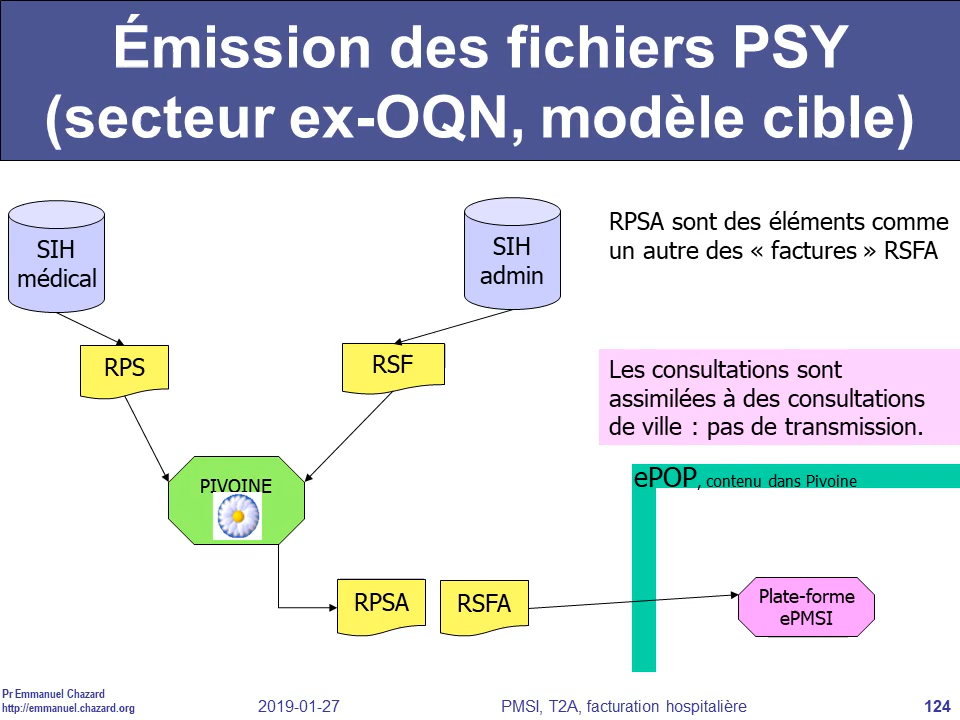 Émission des fichiers PSY
(secteur ex-OQN, modèle cible)
SIH
médical
SIH
admin
RPSA sont des éléments comme
un autre des « factures » RSFA
RPS
RSF
Les consultations sont
assimilées à des consultations
de ville : pas de transmission.
PIVOINE
ePOP, contenu dans Pivoine
RPSA
RSFA
Plate-forme
ePMSI
Pr Emmanuel Chazard
http://emmanuel.chazard.org
2019-01-27
PMSI, T2A, facturation hospitalière
124